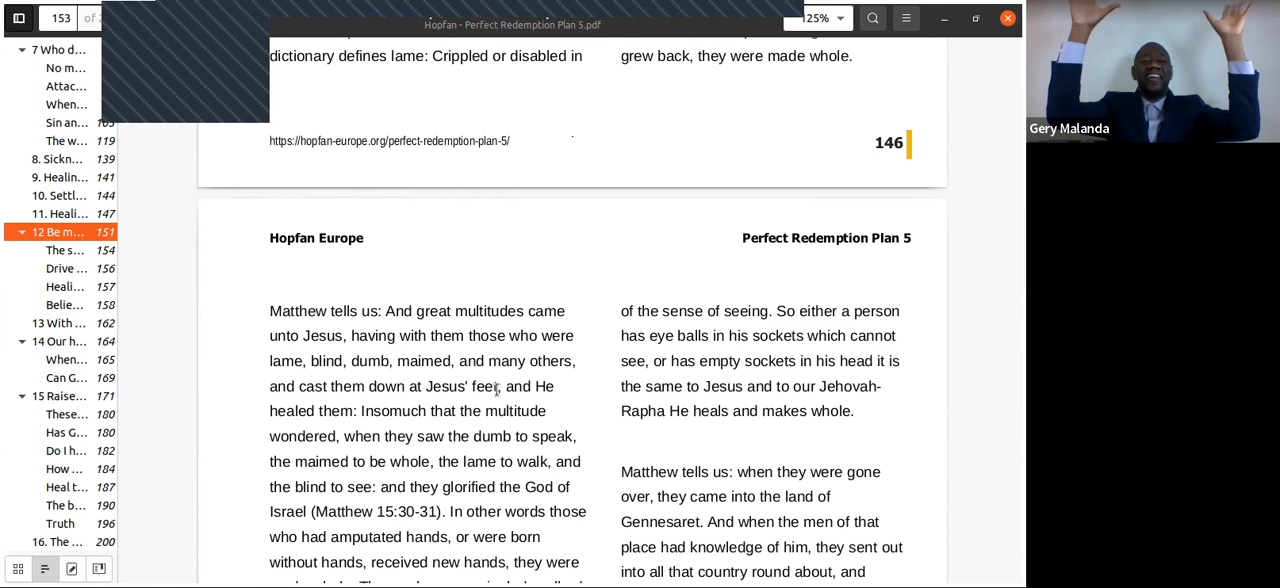 153
of
Hopfan - Perfect Redemption Plan 5.pdf
125%
7 Who d...
No m...
Attac...
When...
Sin an... 105
The w... 119
8. Sickn... 139
9. Healin... 141
10. Settl... 144
11. Heali... 147
12 Be m... 151
The s... 154
Drive ... 156
Heali... 157
Belie... 158
13 With ... 162
14 Our h... 164
When... 165
Can G... 169
15 Raise... 171
These... 180
Has G... 180
Do I h... 182
How ... 184
Heal t... 187
The b... 190
Truth 196
16. The ... 200
dictionary defines lame: Crippled or disabled in
grew back, they were made whole.
https://hopfan-europe.org/perfect-redemption-plan-5/
146
Hopfan Europe
Perfect Redemption Plan 5
Matthew tells us: And great multitudes came
unto Jesus, having with them those who were
lame, blind, dumb, maimed, and many others,
and cast them down at Jesus' feet, and He
healed them: Insomuch that the multitude
wondered, when they saw the dumb to speak,
the maimed to be whole, the lame to walk, and
the blind to see: and they glorified the God of
Israel (Matthew 15:30-31). In other words those
who had amputated hands, or were born
without hands, received new hands, they were
of the sense of seeing. So either a person
has eye balls in his sockets which cannot
see, or has empty sockets in his head it is
the same to Jesus and to our Jehovah-
Rapha He heals and makes whole.
Matthew tells us: when they were gone
over, they came into the land of
Gennesaret. And when the men of that
place had knowledge of him, they sent out
into all that country round about, and
Gery Malanda